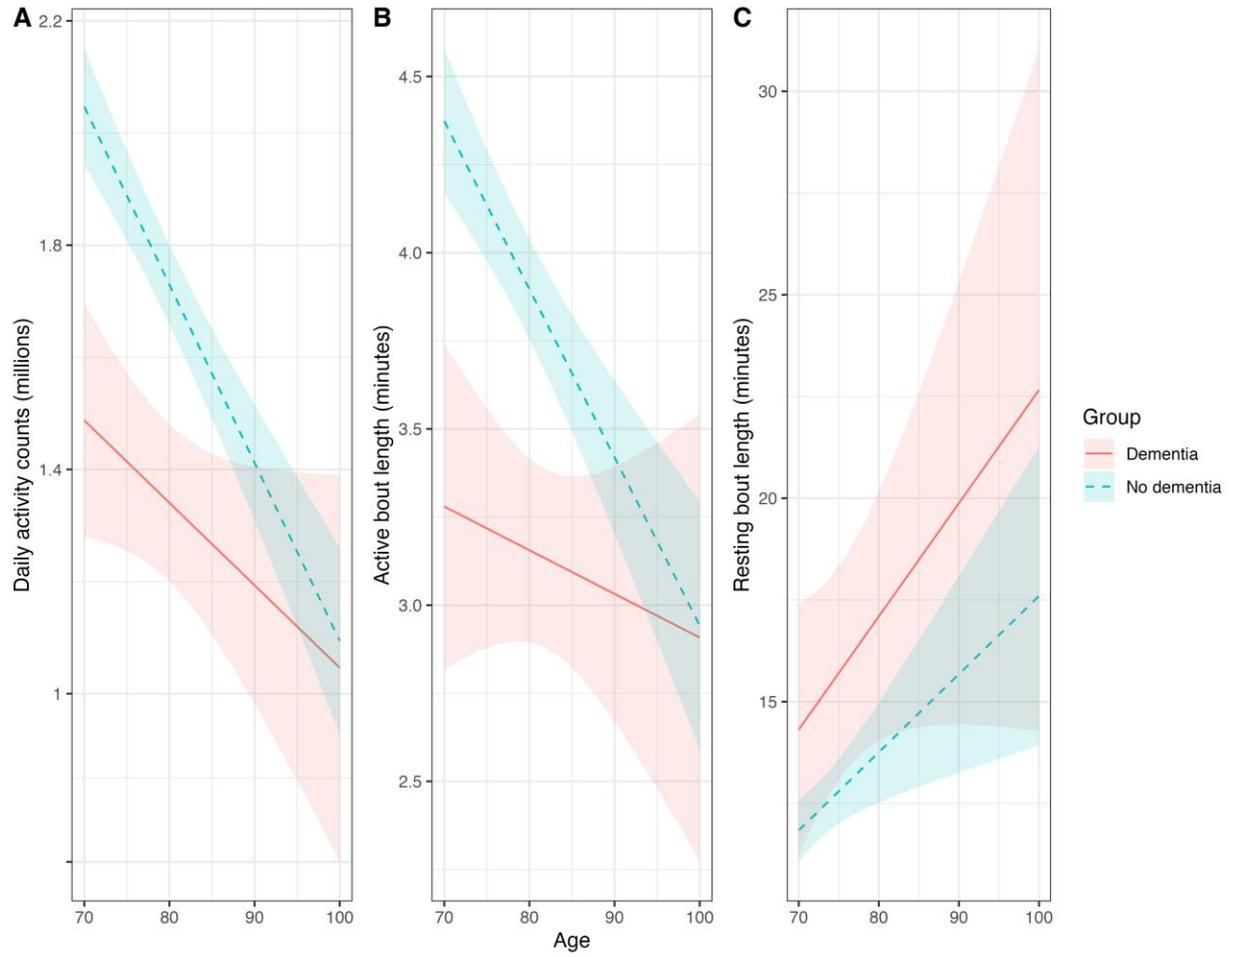 A
B
C
2.2
1.8
1.4
1
Daily activity counts (millions)
70 80 90 100
4.5
4.0
3.5
3.0
2.5
Active bout length (minutes)
70 80 90 100
Age
30
25
20
15
Resting bout length (minutes)
70 80 90 100
Group
Dementia
No dementia